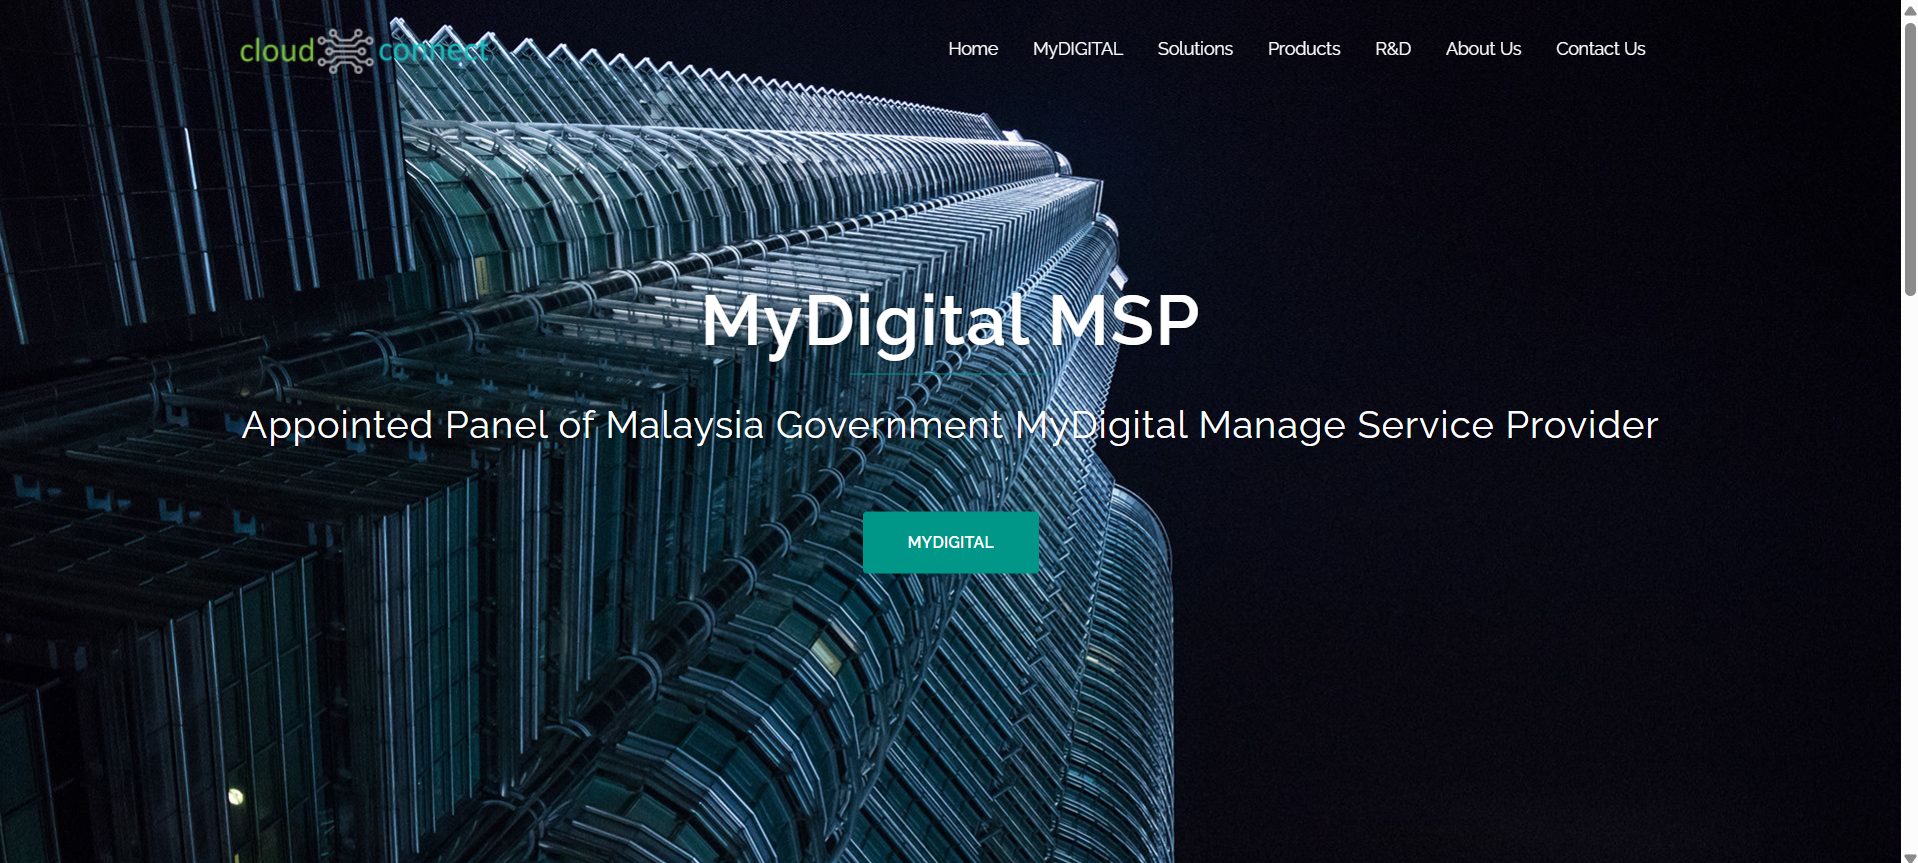 cloud connect
Home MyDIGITAL Solutions Products R&D About Us Contact Us
MyDigital MSP
Appointed Panel of Malaysia Government MyDigital Manage Service Provider
MYDIGITAL